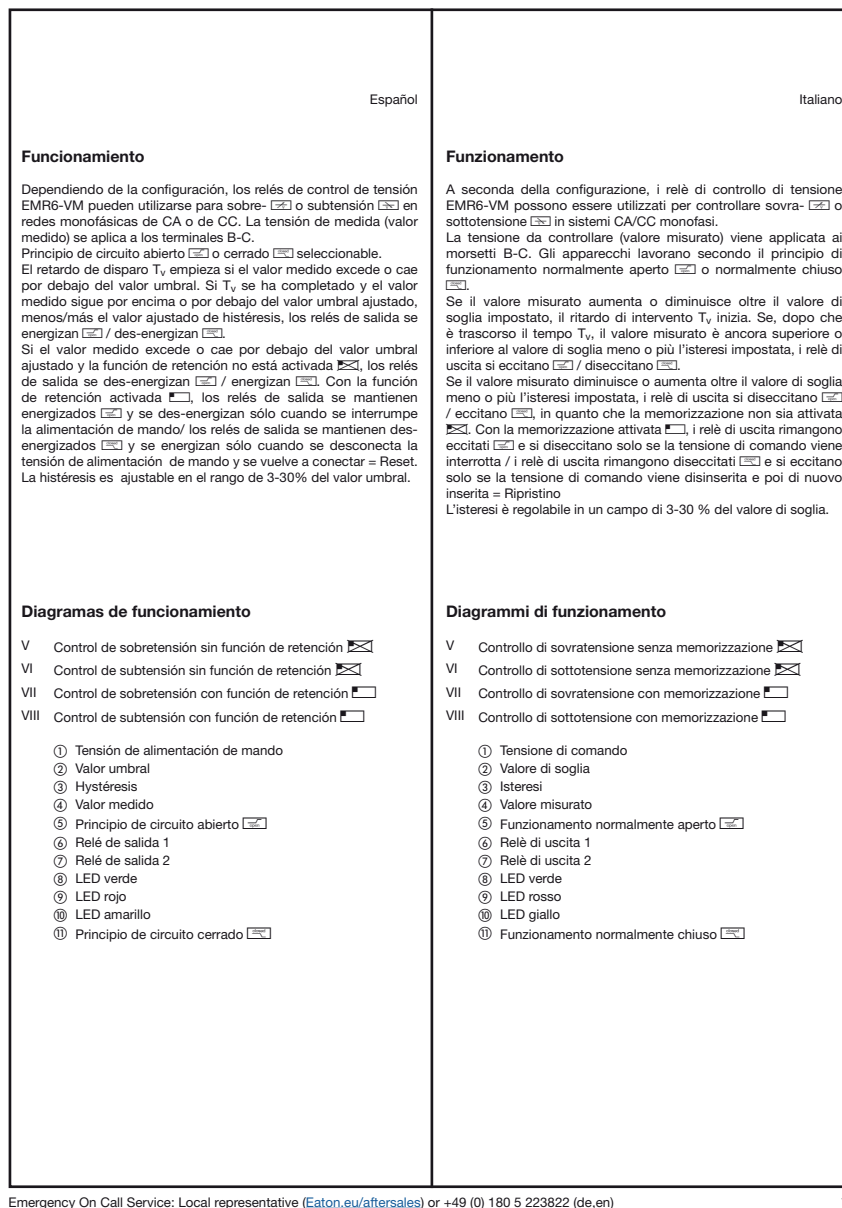 Español
Funcionamiento
Dependiendo de la configuración, los relés de control de tensión
EMR6-VM pueden utilizarse para sobre- o subtensión en
redes monofásicas de CA o de CC. La tensión de medida (valor
medido) se aplica a los terminales B-C.
Principio de circuito abierto o cerrado seleccionable.
El retardo de disparo Tv empieza si el valor medido excede o cae
por debajo del valor umbral. Si Tv se ha completado y el valor
medido sigue por encima o por debajo del valor umbral ajustado,
menos/más el valor ajustado de histéresis, los relés de salida se
energizan / des-energizan .
Si el valor medido excede o cae por debajo del valor umbral
ajustado y la función de retención no está activada , los relés
de salida se des-energizan / energizan . Con la función
de retención activada , los relés de salida se mantienen
energizados y se des-energizan sólo cuando se interrumpe
la alimentación de mando/ los relés de salida se mantienen des-
energizados y se energizan sólo cuando se desconecta la
tensión de alimentación de mando y se vuelve a conectar = Reset.
La histéresis es ajustable en el rango de 3-30% del valor umbral.
Diagramas de funcionamiento
V Control de sobretensión sin función de retención
VI Control de subtensión sin función de retención
VII Control de sobretensión con función de retención
VIII Control de subtensión con función de retención
① Tensión de alimentación de mando
② Valor umbral
③ Hystéresis
④ Valor medido
⑤ Principio de circuito abierto
⑥ Relé de salida 1
⑦ Relé de salida 2
⑧ LED verde
⑨ LED rojo
⑩ LED amarillo
⑪ Principio de circuito cerrado
Italiano
Funzionamento
A seconda della configurazione, i relè di controllo di tensione
EMR6-VM possono essere utilizzati per controllare sovra- o
sottotensione in sistemi CA/CC monofasi.
La tensione da controllare (valore misurato) viene applicata ai
morsetti B-C. Gli apparecchi lavorano secondo il principio di
funzionamento normalmente aperto o normalmente chiuso
.
Se il valore misurato aumenta o diminuisce oltre il valore di
soglia impostato, il ritardo di intervento Tv inizia. Se, dopo che
è trascorso il tempo Tv, il valore misurato è ancora superiore o
inferiore al valore di soglia meno o più l'isteresi impostata, i relè di
uscita si eccitano / diseccitano .
Se il valore misurato diminuisce o aumenta oltre il valore di soglia
meno o più l'isteresi impostata, i relè di uscita si diseccitano
/ eccitano , in quanto che la memorizzazione non sia attivata
. Con la memorizzazione attivata , i relè di uscita rimangono
eccitati e si diseccitano solo se la tensione di comando viene
interrotta / i relè di uscita rimangono diseccitati e si eccitano
solo se la tensione di comando viene disinserita e poi di nuovo
inserita = Ripristino
L'isteresi è regolabile in un campo di 3-30 % del valore di soglia.
Diagrammi di funzionamento
V Controllo di sovratensione senza memorizzazione
VI Controllo di sottotensione senza memorizzazione
VII Controllo di sovratensione con memorizzazione
VIII Controllo di sottotensione con memorizzazione
① Tensione di comando
② Valore di soglia
③ Isteresi
④ Valore misurato
⑤ Funzionamento normalmente aperto
⑥ Relè di uscita 1
⑦ Relè di uscita 2
⑧ LED verde
⑨ LED rosso
⑩ LED giallo
⑪ Funzionamento normalmente chiuso
Emergency On Call Service: Local representative (Eaton.eu/aftersales) or +49 (0) 180 5 223822 (de,en)